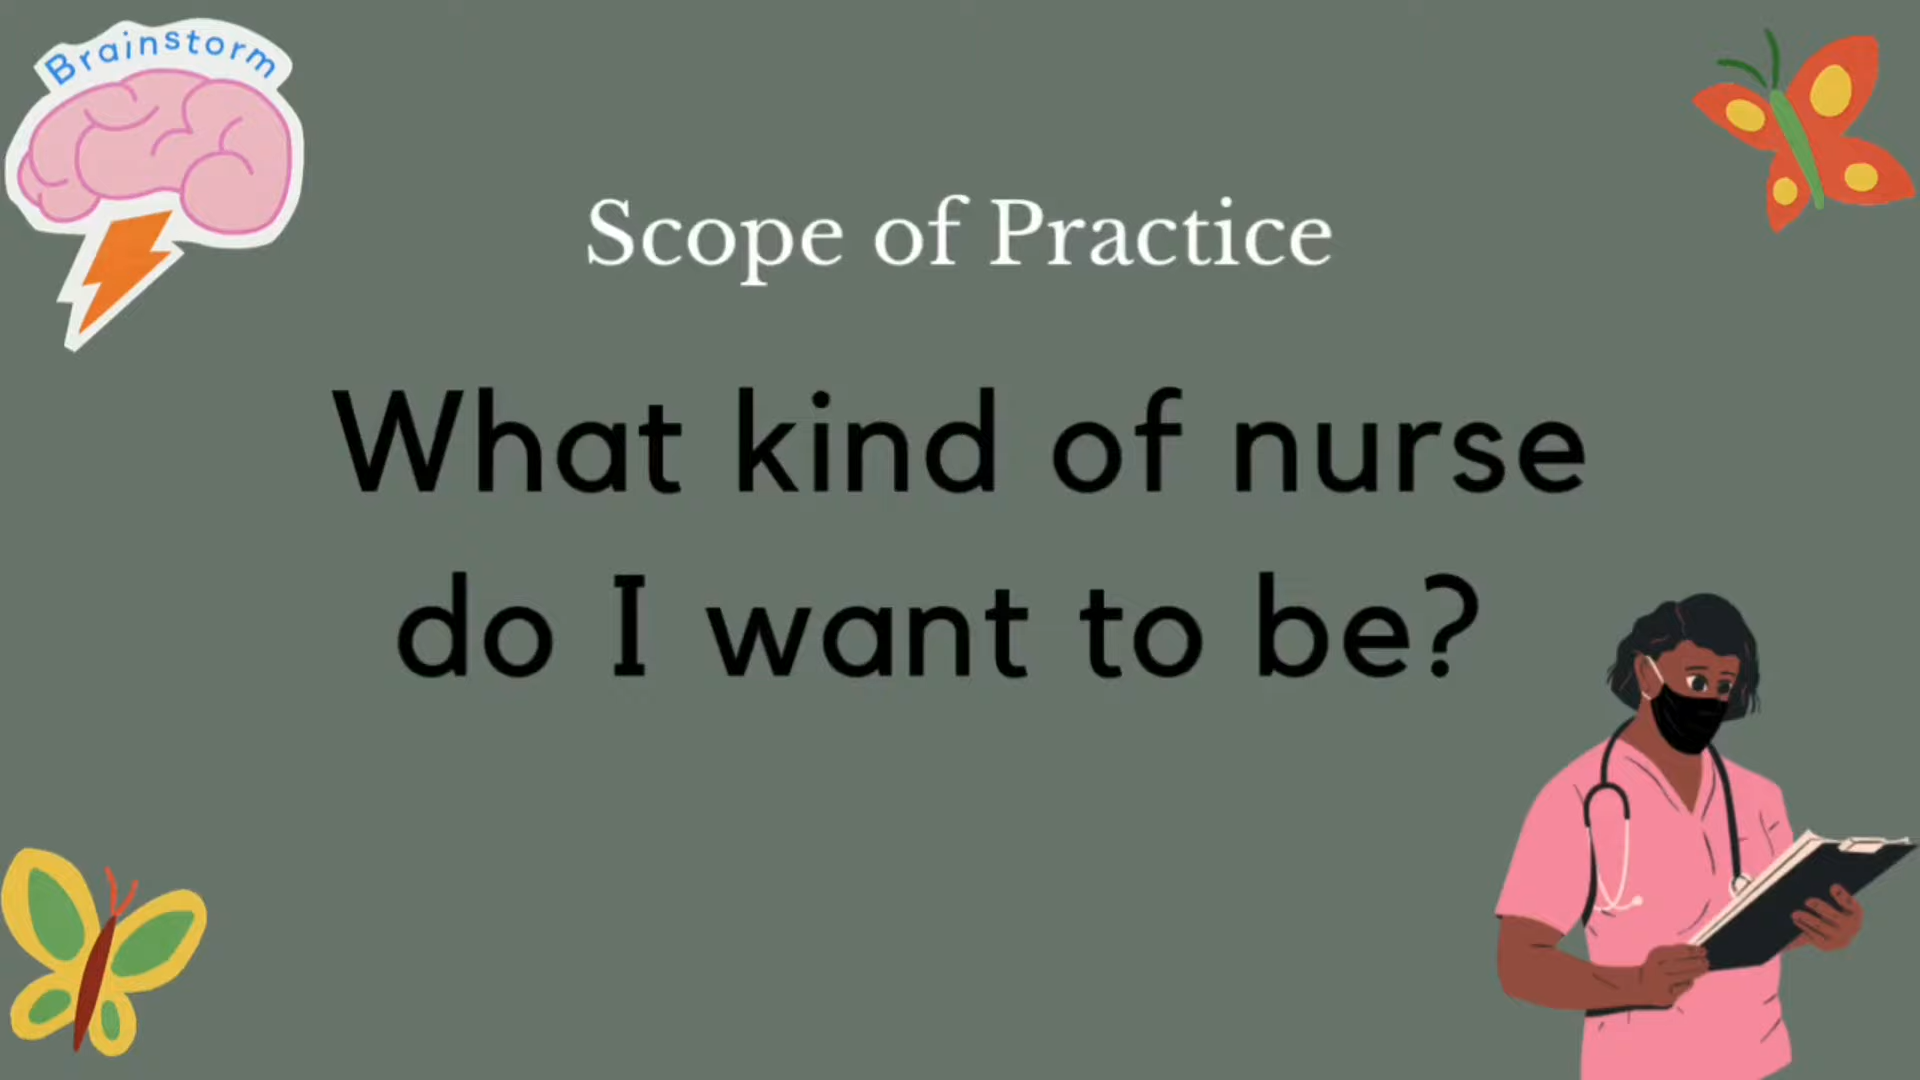 Brainstorm
Scope of Practice
What kind of nurse
do I want to be?